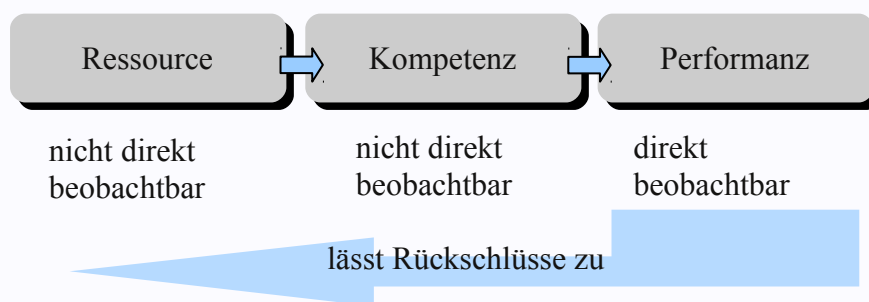 Ressource
Kompetenz
Performanz
nicht direkt
beobachtbar
nicht direkt
beobachtbar
direkt
beobachtbar
lässt Rückschlüsse zu